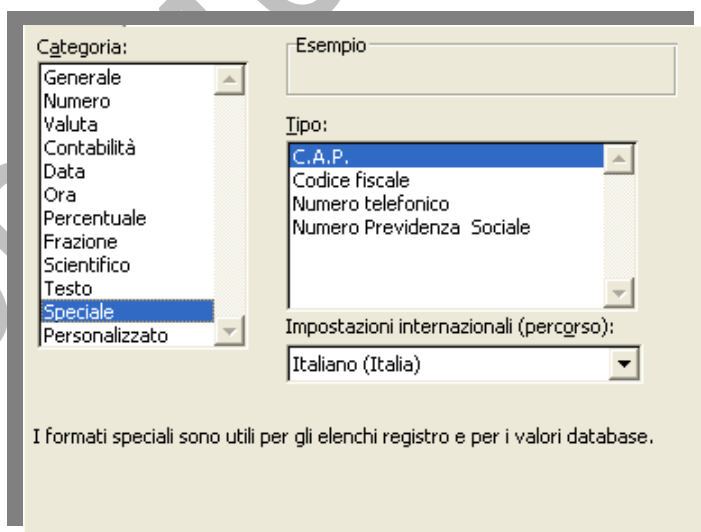 Categoria:
Generale
Numero
Valuta
Contabilità
Data
Ora
Percentuale
Frazione
Scientifico
Testo
Speciale
Personalizzato
Esempio
Tipo:
C.A.P.
Codice fiscale
Numero telefonico
Numero Previdenza Sociale
Impostazioni internazionali (percorso):
Italiano (Italia)
I formati speciali sono utili per gli elenchi registro e per i valori database.